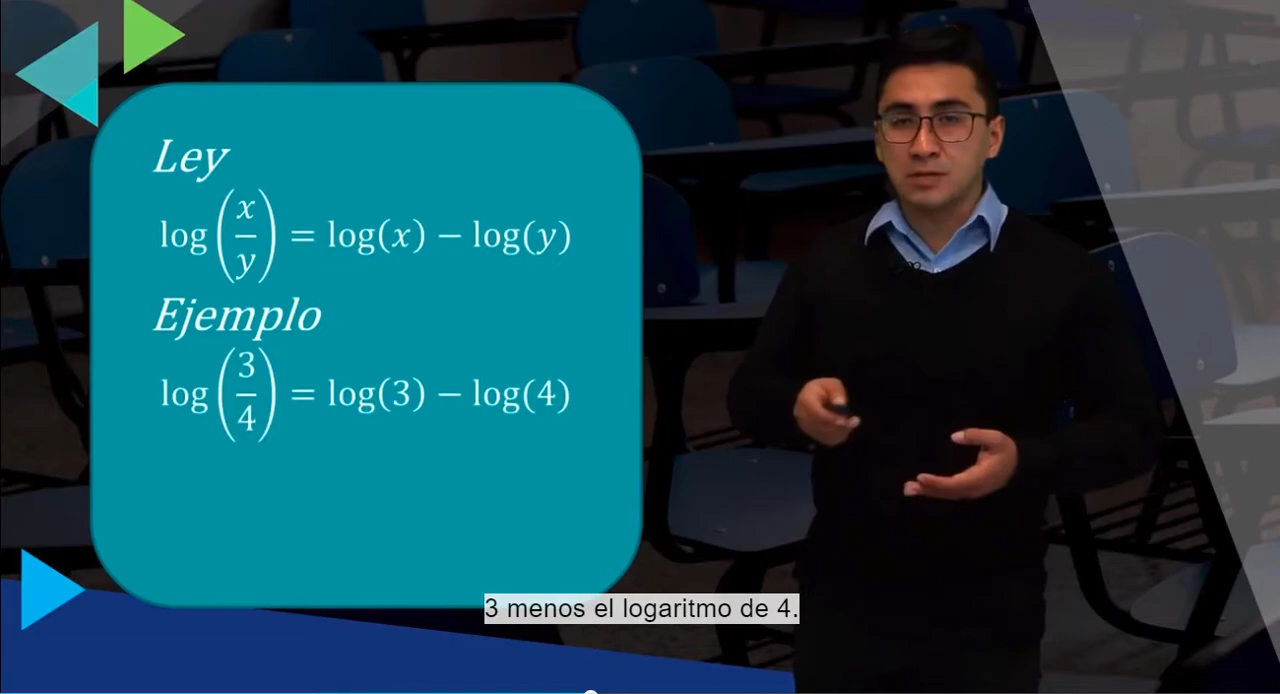 Ley
log(x/y) = log(x) − log(y)
Ejemplo
log(3/4) = log(3) − log(4)
3 menos el logaritmo de 4.